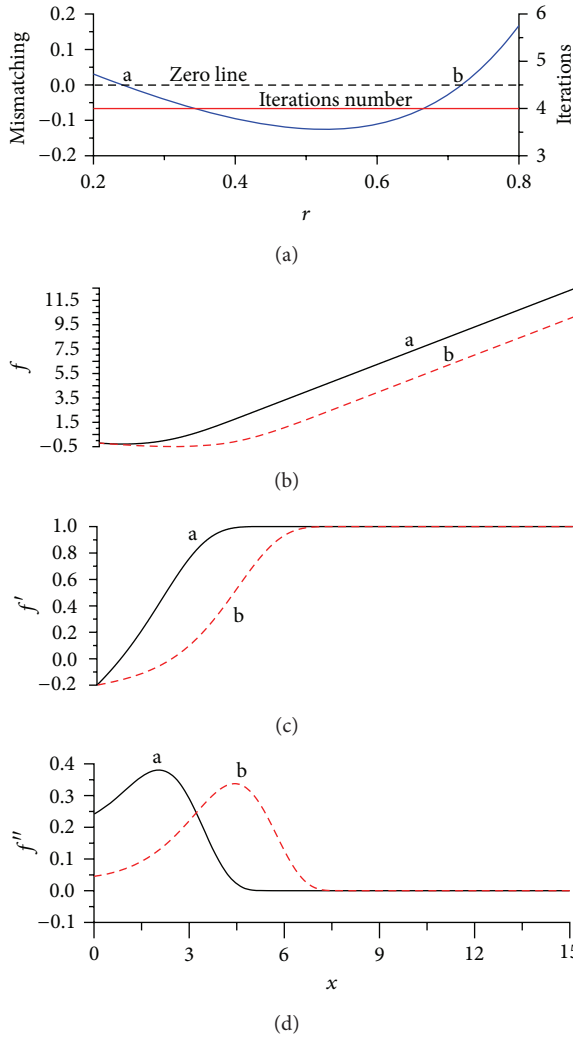 0.2 6
a Zero line b
0.1 5
Mismatching 0.0 Iterations
Iterations number
−0.1 4
−0.2 3
0.2 0.4 0.6 0.8
r
(a)
11.5
9.5
a
7.5 b
f 5.5
3.5
1.5
−0.5
(b)
1.0
a
0.8
0.6
f′ 0.4 b
0.2
0.0
−0.2
(c)
0.4 a b
0.3
f″ 0.2
0.1
0.0
−0.1
0 3 6 9 12 15
x
(d)